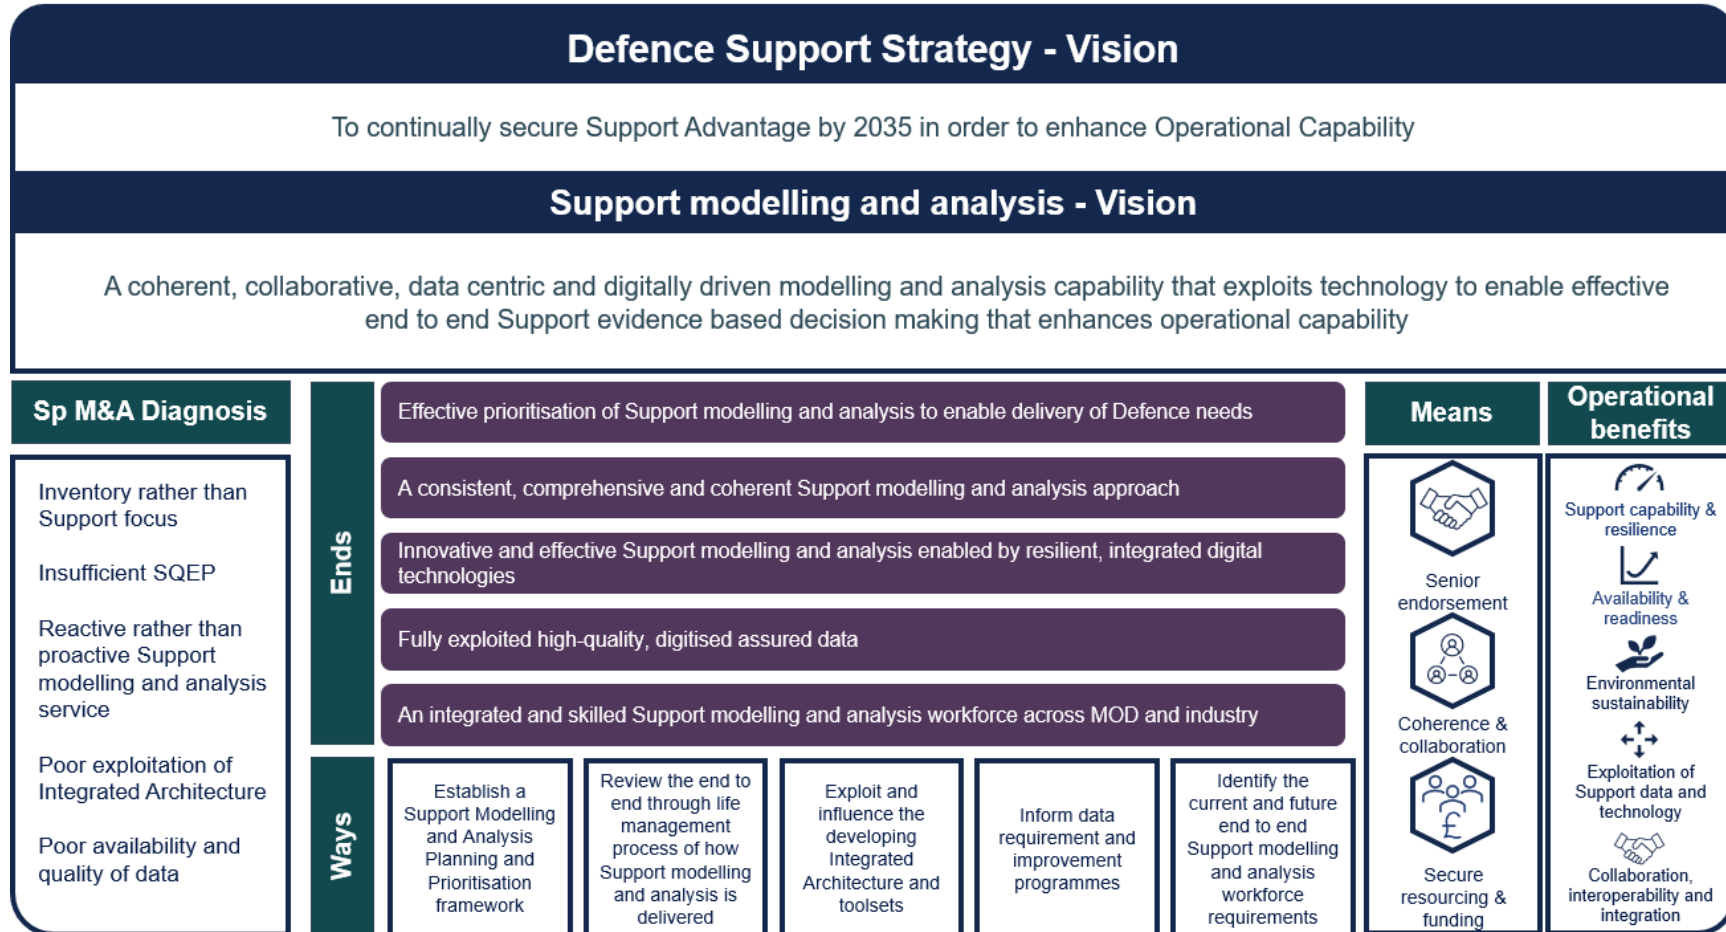 Defence Support Strategy - Vision
To continually secure Support Advantage by 2035 in order to enhance Operational Capability
Support modelling and analysis - Vision
A coherent, collaborative, data centric and digitally driven modelling and analysis capability that exploits technology to enable effective
end to end Support evidence based decision making that enhances operational capability
Sp M&A Diagnosis
Inventory rather than
Support focus
Insufficient SQEP
Reactive rather than
proactive Support
modelling and analysis
service
Poor exploitation of
Integrated Architecture
Poor availability and
quality of data
Ends
Effective prioritisation of Support modelling and analysis to enable delivery of Defence needs
A consistent, comprehensive and coherent Support modelling and analysis approach
Innovative and effective Support modelling and analysis enabled by resilient, integrated digital
technologies
Fully exploited high-quality, digitised assured data
An integrated and skilled Support modelling and analysis workforce across MOD and industry
Ways
Establish a
Support Modelling
and Analysis
Planning and
Prioritisation
framework
Review the end to
end through life
management
process of how
Support modelling
and analysis is
delivered
Exploit and
influence the
developing
Integrated
Architecture and
toolsets
Inform data
requirement and
improvement
programmes
Identify the
current and future
end to end
Support modelling
and analysis
workforce
requirements
Means
Senior
endorsement
Coherence &
collaboration
£
Secure
resourcing &
funding
Operational
benefits
Support capability &
resilience
Availability &
readiness
Environmental
sustainability
Exploitation of
Support data and
technology
Collaboration,
interoperability and
integration